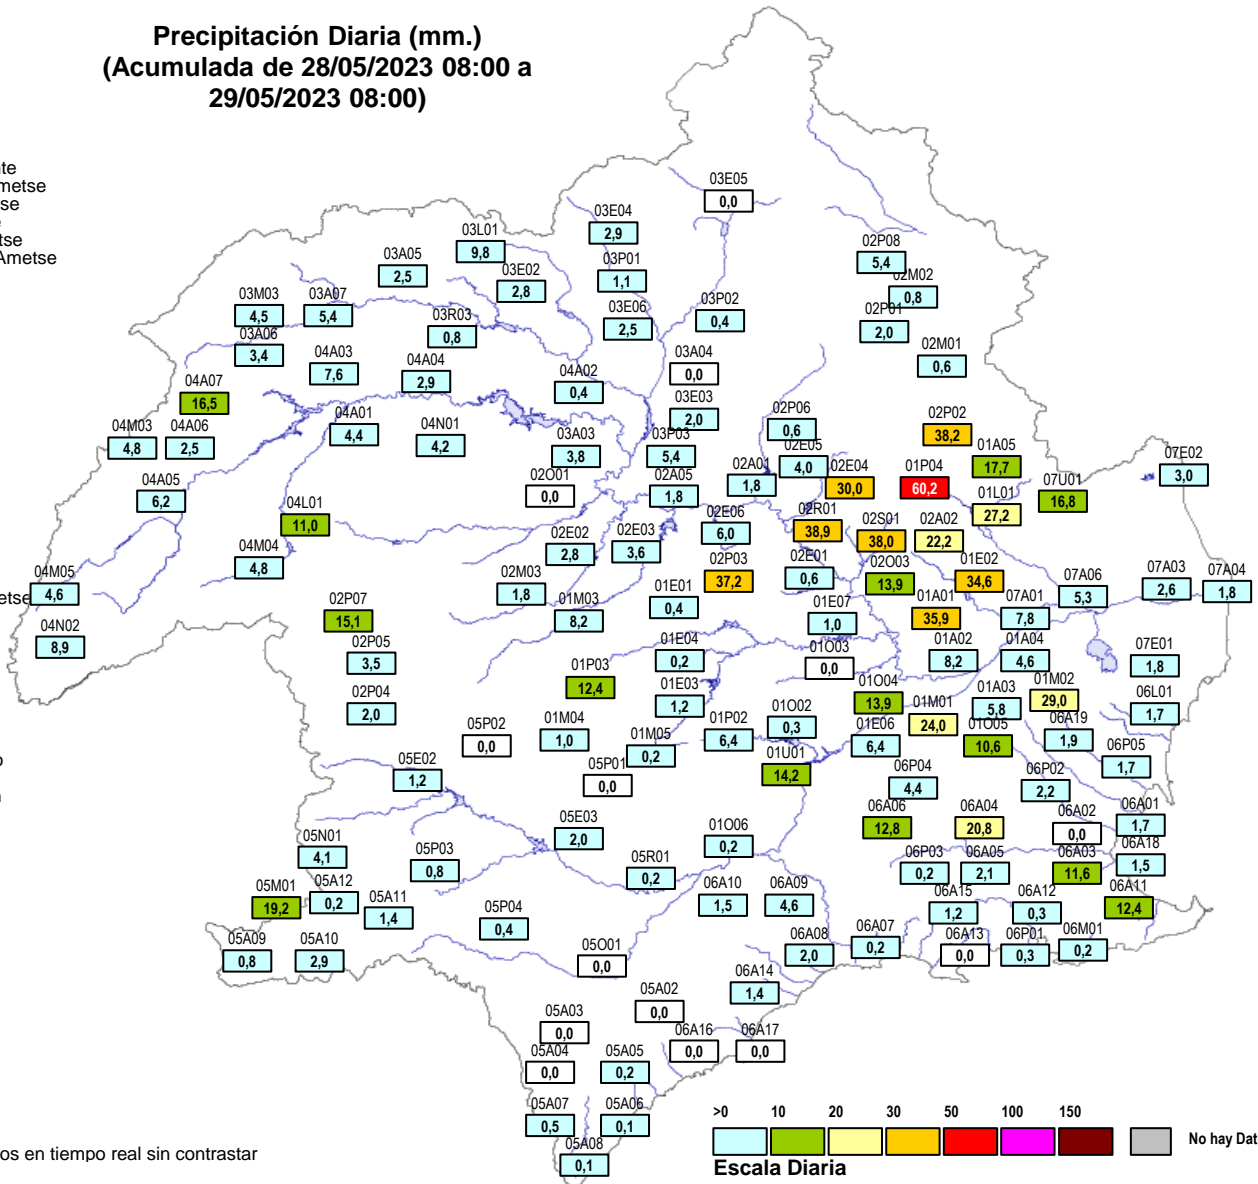 Precipitación Diaria (mm.)
(Acumulada de 28/05/2023 08:00 a
29/05/2023 08:00)
03E05
0,0
03E04
2,9
03L01
9,8
02P08
5,4
03A05
2,5
03P01
1,1
03E02
2,8
02M02
0,8
03M03
4,5
03A07
5,4
03P02
0,4
03E06
2,5
02P01
2,0
03R03
0,8
03A06
3,4
04A03
7,6
03A04
0,0
02M01
0,6
04A04
2,9
04A02
0,4
04A07
16,5
03E03
2,0
04A01
4,4
02P06
0,6
02P02
38,2
04M03
4,8
04A06
2,5
04N01
4,2
03A03
3,8
03P03
5,4
02E05
4,0
01A05
17,7
07E02
3,0
02O01
0,0
02A05
1,8
02A01
1,8
02E04
30,0
01P04
60,2
07U01
16,8
04A05
6,2
04L01
11,0
01L01
27,2
02E06
6,0
02R01
38,9
02S01
38,0
02A02
22,2
02E02
2,8
02E03
3,6
04M04
4,8
02P03
37,2
02E01
0,6
02O03
13,9
01E02
34,6
04M05
4,6
etse
02M03
1,8
01E01
0,4
07A06
5,3
07A03
2,6
07A04
1,8
02P07
15,1
01M03
8,2
01E07
1,0
01A01
35,9
07A01
7,8
04N02
8,9
02P05
3,5
01E04
0,2
01O03
0,0
01A02
8,2
01A04
4,6
07E01
1,8
01P03
12,4
01E03
1,2
01O04
13,9
01A03
5,8
01M02
29,0
02P04
2,0
06L01
1,7
05P02
0,0
01M04
1,0
01M05
0,2
01P02
6,4
01O02
0,3
01E06
6,4
01M01
24,0
01O05
10,6
06A19
1,9
06P05
1,7
05E02
1,2
05P01
0,0
01U01
14,2
06P04
4,4
06P02
2,2
05E03
2,0
01O06
0,2
06A06
12,8
06A04
20,8
06A02
0,0
06A01
1,7
05N01
4,1
05P03
0,8
05R01
0,2
06P03
0,2
06A05
2,1
06A03
11,6
06A18
1,5
05M01
19,2
05A12
0,2
05A11
1,4
06A10
1,5
06A09
4,6
06A15
1,2
06A12
0,3
06A11
12,4
05P04
0,4
05A09
0,8
05A10
2,9
05O01
0,0
06A08
2,0
06A07
0,2
06A13
0,0
06P01
0,3
06M01
0,2
06A14
1,4
05A02
0,0
05A03
0,0
06A16
0,0
06A17
0,0
05A04
0,0
05A05
0,2
05A07
0,5
05A06
0,1
05A08
0,1
>0 10 20 30 50 100 150
No hay Dat
Escala Diaria
os en tiempo real sin contrastar